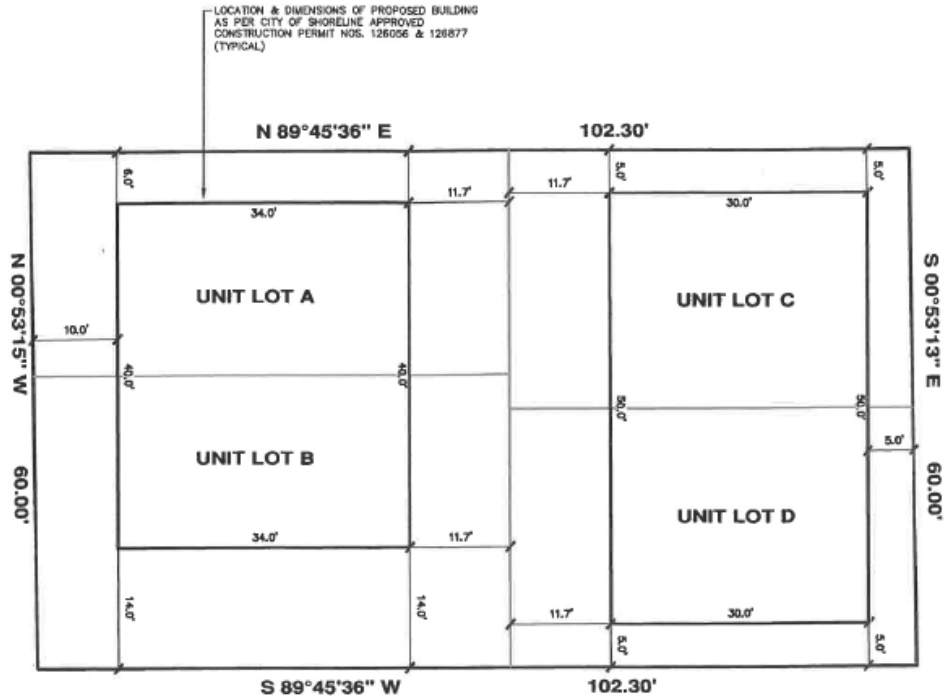 LOCATION & DIMENSIONS OF PROPOSED BUILDING
AS PER CITY OF SHORELINE APPROVED
CONSTRUCTION PERMIT NOS. 126056 & 126877
(TYPICAL)
N 89°45'36" E 102.30'
6.0'
11.7'
11.7'
5.0'
5.0'
34.0'
30.0'
N 00°53'15" W 60.00'
S 00°53'13" E 60.00'
UNIT LOT A
UNIT LOT C
10.0'
40.0'
40.0'
50.0'
50.0'
5.0'
UNIT LOT B
UNIT LOT D
34.0'
11.7'
14.0'
14.0'
11.7'
30.0'
5.0'
5.0'
S 89°45'36" W 102.30'